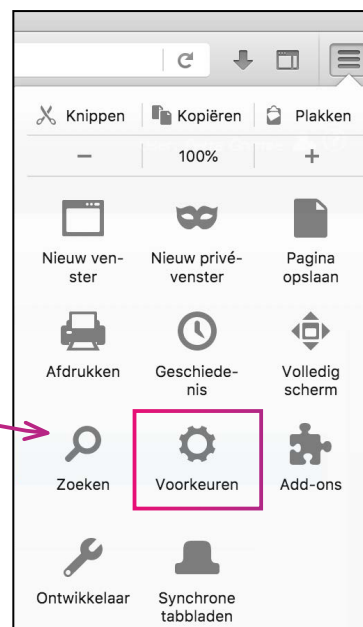 Knippen Kopiëren Plakken
− 100% +
Nieuw ven-
ster
Nieuw privé-
venster
Pagina
opslaan
Afdrukken
Geschiede-
nis
Volledig
scherm
Zoeken
Voorkeuren
Add-ons
Ontwikkelaar
Synchrone
tabbladen